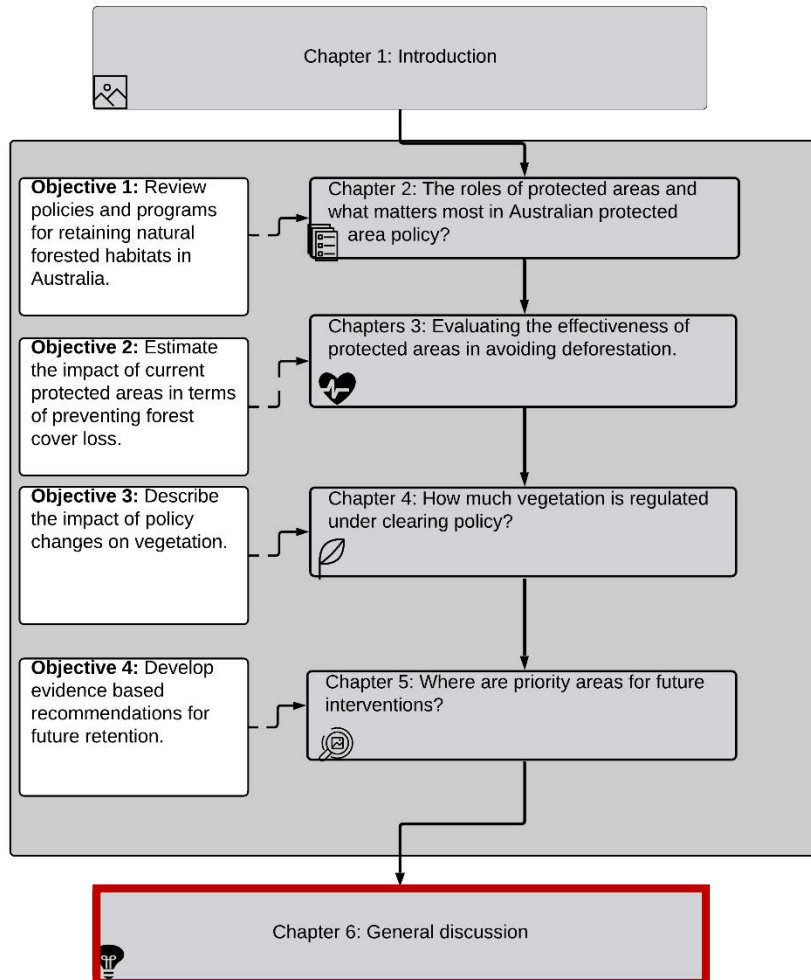 Chapter 1: Introduction
Objective 1: Review
policies and programs
for retaining natural
forested habitats in
Australia.
Chapter 2: The roles of protected areas and
what matters most in Australian protected
area policy?
Objective 2: Estimate
the impact of current
protected areas in terms
of preventing forest
cover loss.
Chapters 3: Evaluating the effectiveness of
protected areas in avoiding deforestation.
Objective 3: Describe
the impact of policy
changes on vegetation.
Chapter 4: How much vegetation is regulated
under clearing policy?
Objective 4: Develop
evidence based
recommendations for
future retention.
Chapter 5: Where are priority areas for future
interventions?
Chapter 6: General discussion